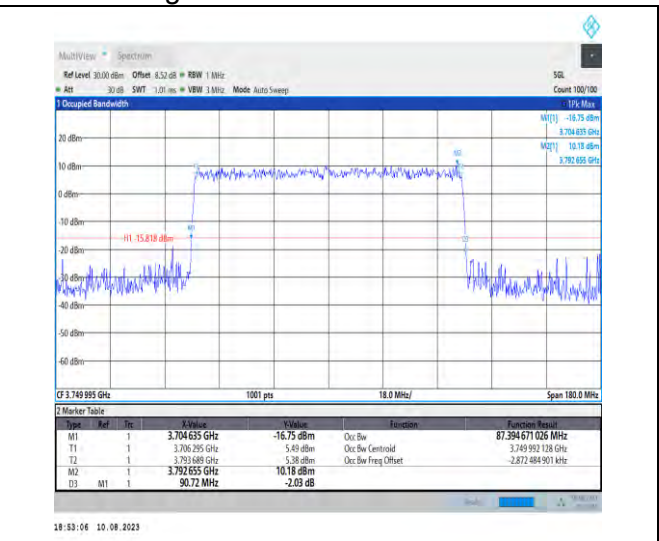 MultiView Spectrum
Ref Level 30.00 dBm Offset 8.52 dB RBW 1 MHz SGL
Att 30 dB SWT 1.01 ms VBW 3 MHz Mode Auto Sweep Count 100/100
1 Occupied Bandwidth 1Pk Max
M1[1] -16.75 dBm
3.704 635 GHz
M2[1] 10.18 dBm
3.792 655 GHz
20 dBm
M2
10 dBm
0 dBm
-10 dBm
M1
H1 -15.818 dBm
-20 dBm
-30 dBm
-40 dBm
-50 dBm
-60 dBm
CF 3.749 995 GHz 1001 pts 18.0 MHz/ Span 180.0 MHz
2 Marker Table
Type Ref Trc X-Value Y-Value Function Function Result
M1 1 3.704 635 GHz -16.75 dBm Occ Bw 87.394 671 026 MHz
T1 1 3.706 295 GHz 5.49 dBm Occ Bw Centroid 3.749 992 128 GHz
T2 1 3.793 689 GHz 5.38 dBm Occ Bw Freq Offset -2.872 484 901 kHz
M2 1 3.792 655 GHz 10.18 dBm
D3 M1 1 90.72 MHz -2.03 dB
18:53:06 10.08.2023